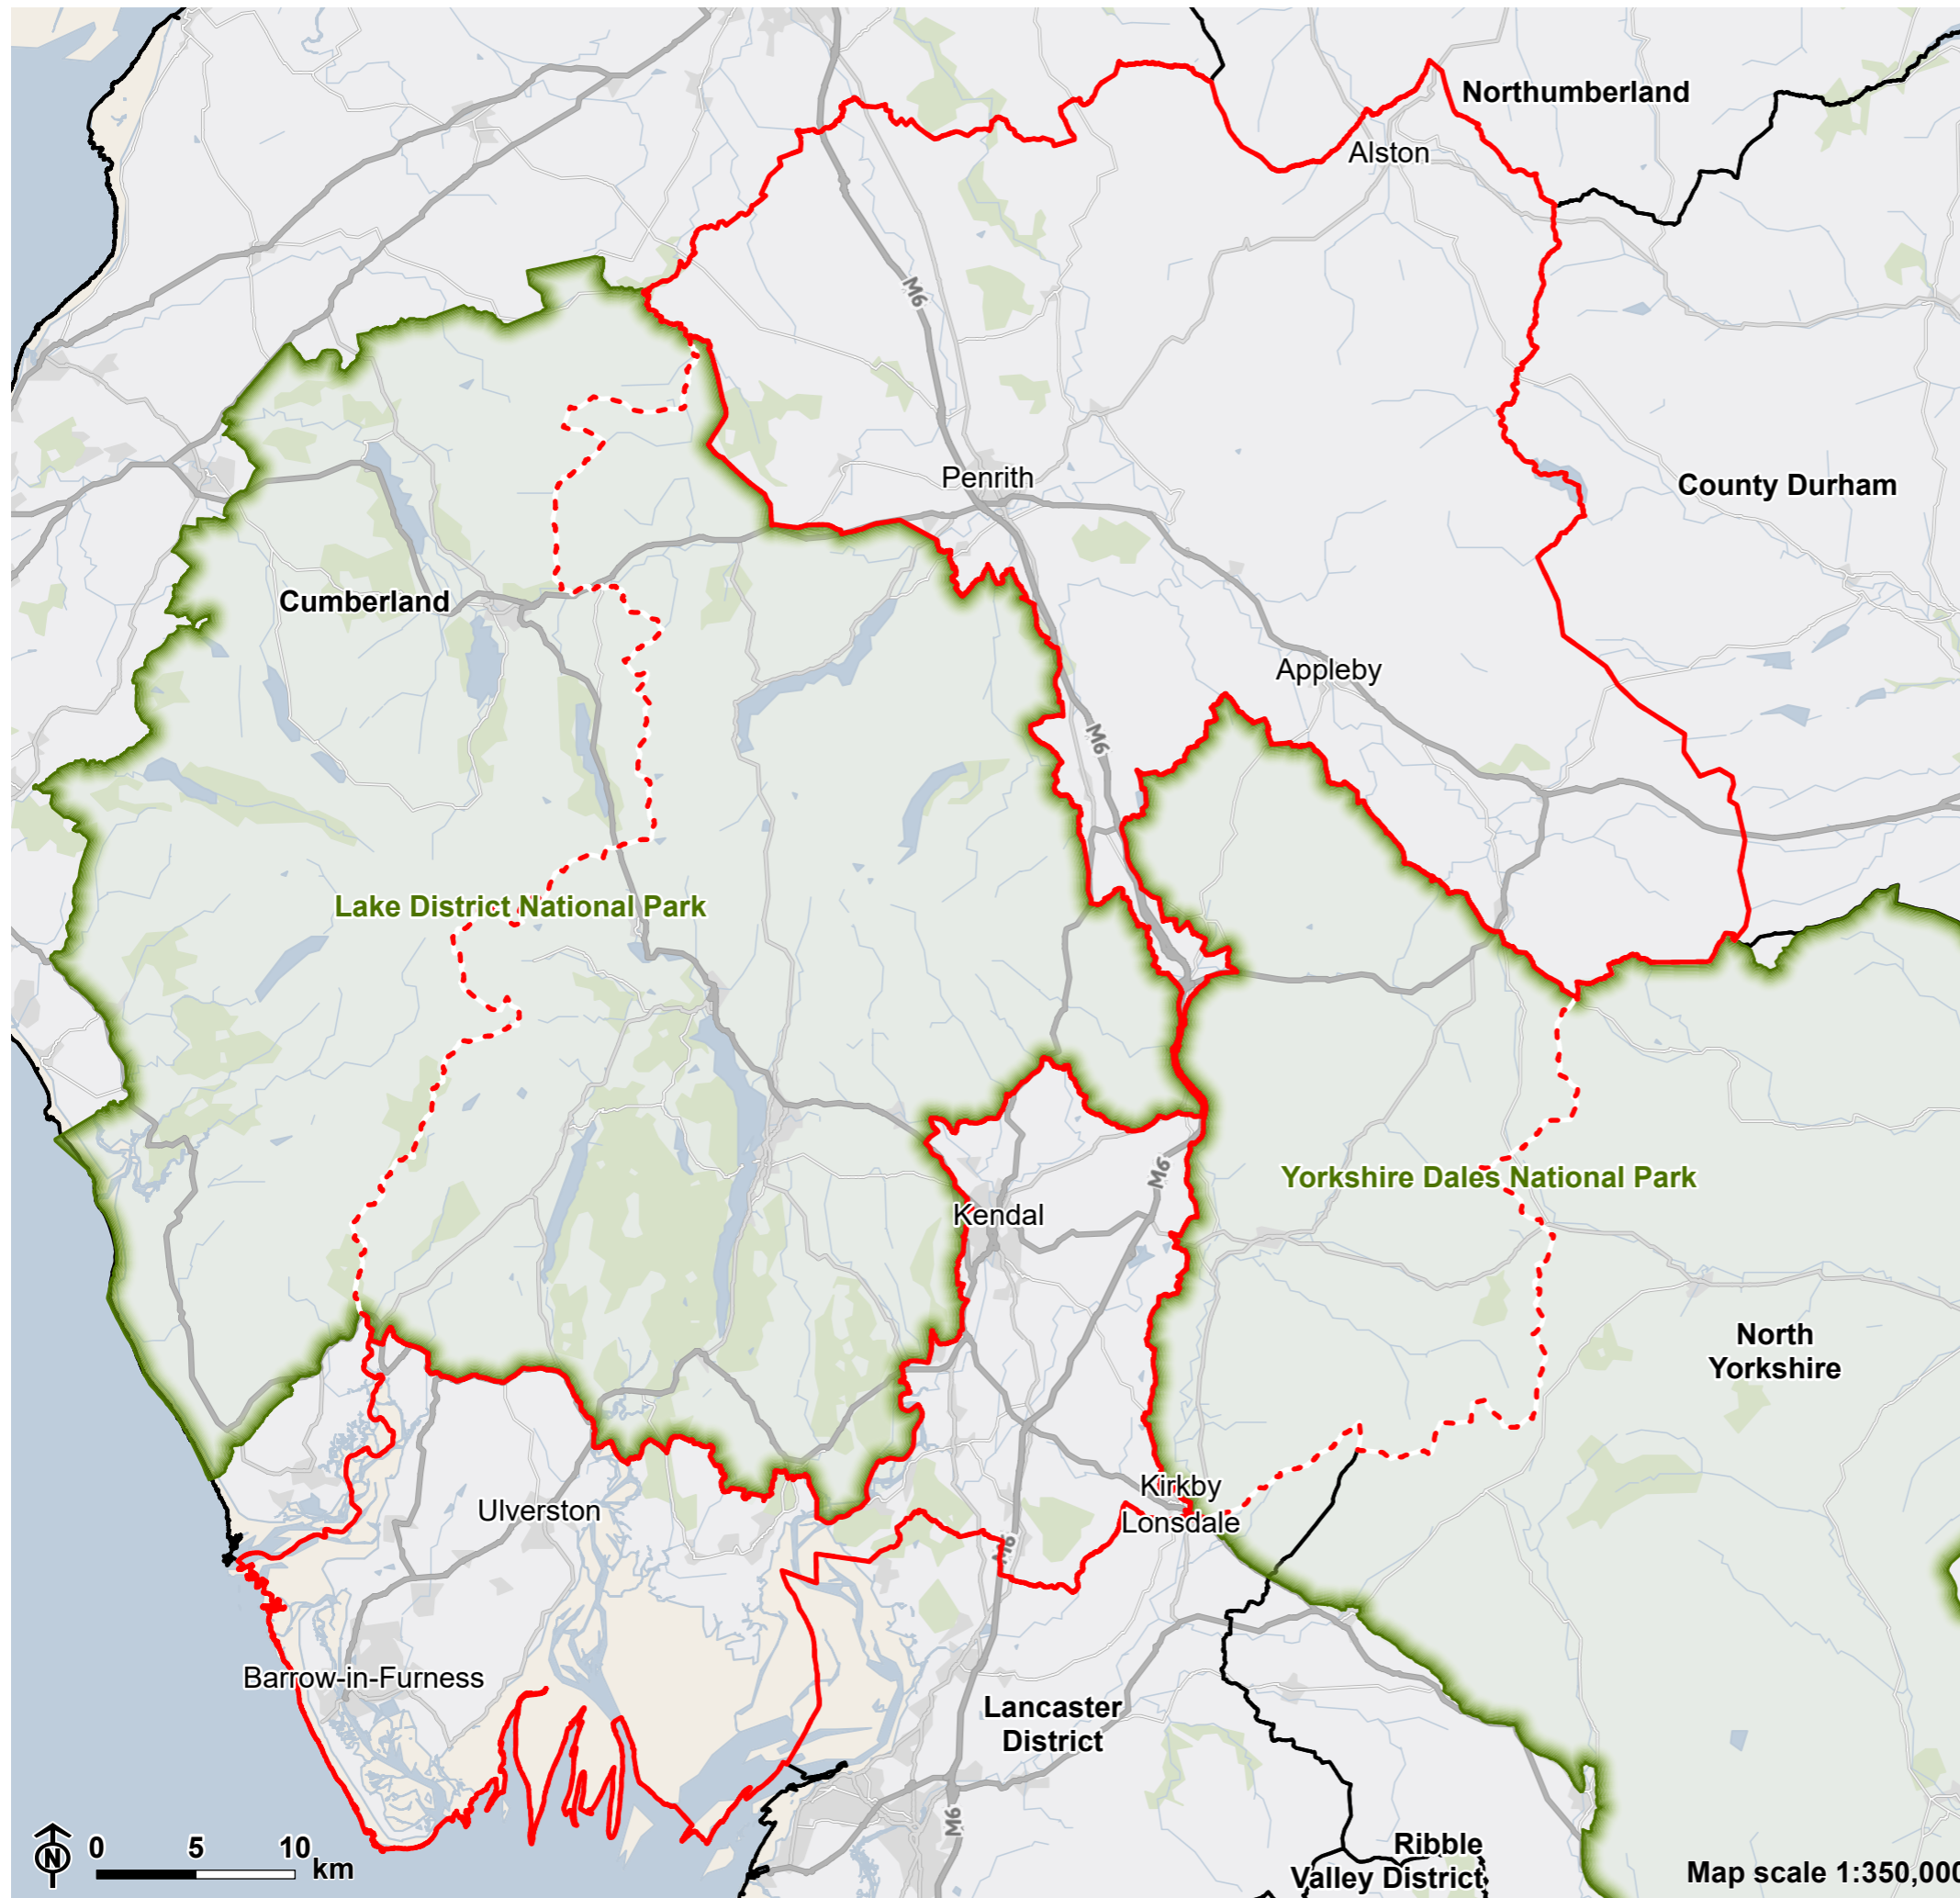 Northumberland
Alston
M6
Penrith
County Durham
Cumberland
Appleby
M6
Lake District National Park
Yorkshire Dales National Park
M6
Kendal
North
Yorkshire
Kirkby
Lonsdale
Ulverston
M6
Barrow-in-Furness
Lancaster
District
M6
Ribble
Valley District
N
0 5 10
km
Map scale 1:350,000